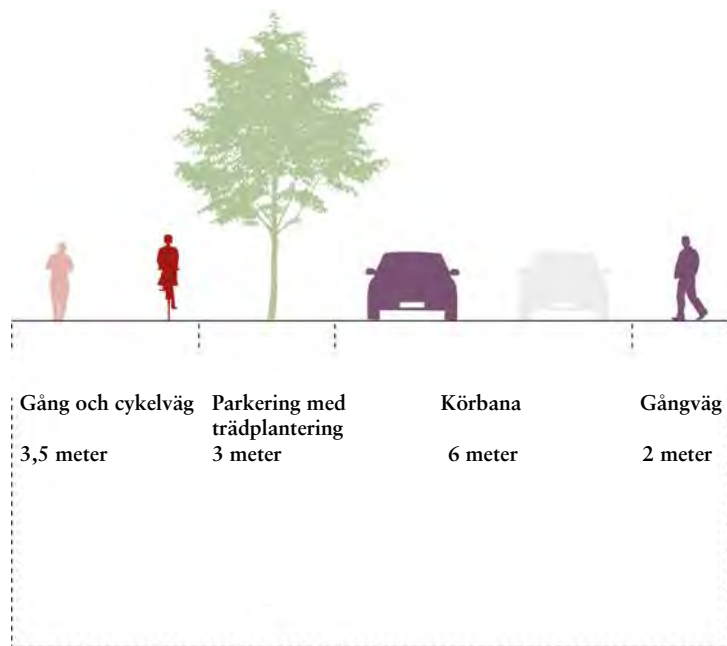 Gång och cykelväg
3,5 meter
Parkering med
trädplantering
3 meter
Körbana
6 meter
Gångväg
2 meter